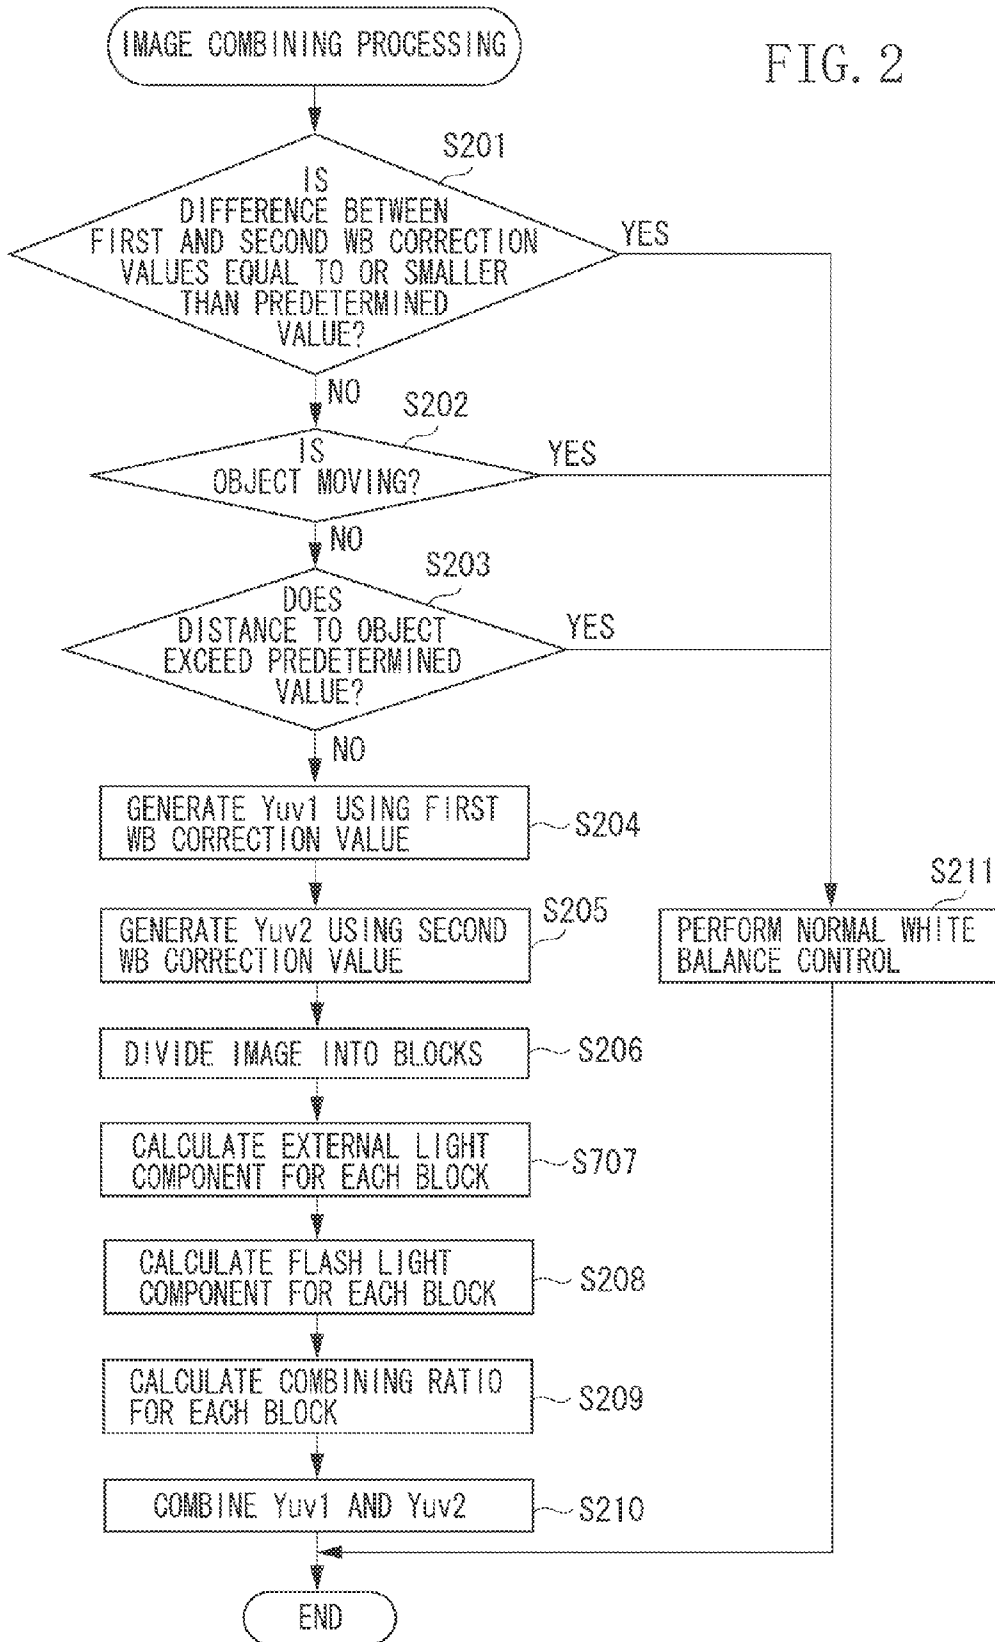 IMAGE COMBINING PROCESSING
FIG. 2
S201
IS
DIFFERENCE BETWEEN
FIRST AND SECOND WB CORRECTION
VALUES EQUAL TO OR SMALLER
THAN PREDETERMINED
VALUE?
YES
NO
S202
IS
OBJECT MOVING?
YES
NO
S203
DOES
DISTANCE TO OBJECT
EXCEED PREDETERMINED
VALUE?
YES
NO
GENERATE Yuv1 USING FIRST
WB CORRECTION VALUE
S204
GENERATE Yuv2 USING SECOND
WB CORRECTION VALUE
S205
S211
PERFORM NORMAL WHITE
BALANCE CONTROL
DIVIDE IMAGE INTO BLOCKS
S206
CALCULATE EXTERNAL LIGHT
COMPONENT FOR EACH BLOCK
S707
CALCULATE FLASH LIGHT
COMPONENT FOR EACH BLOCK
S208
CALCULATE COMBINING RATIO
FOR EACH BLOCK
S209
COMBINE Yuv1 AND Yuv2
S210
END